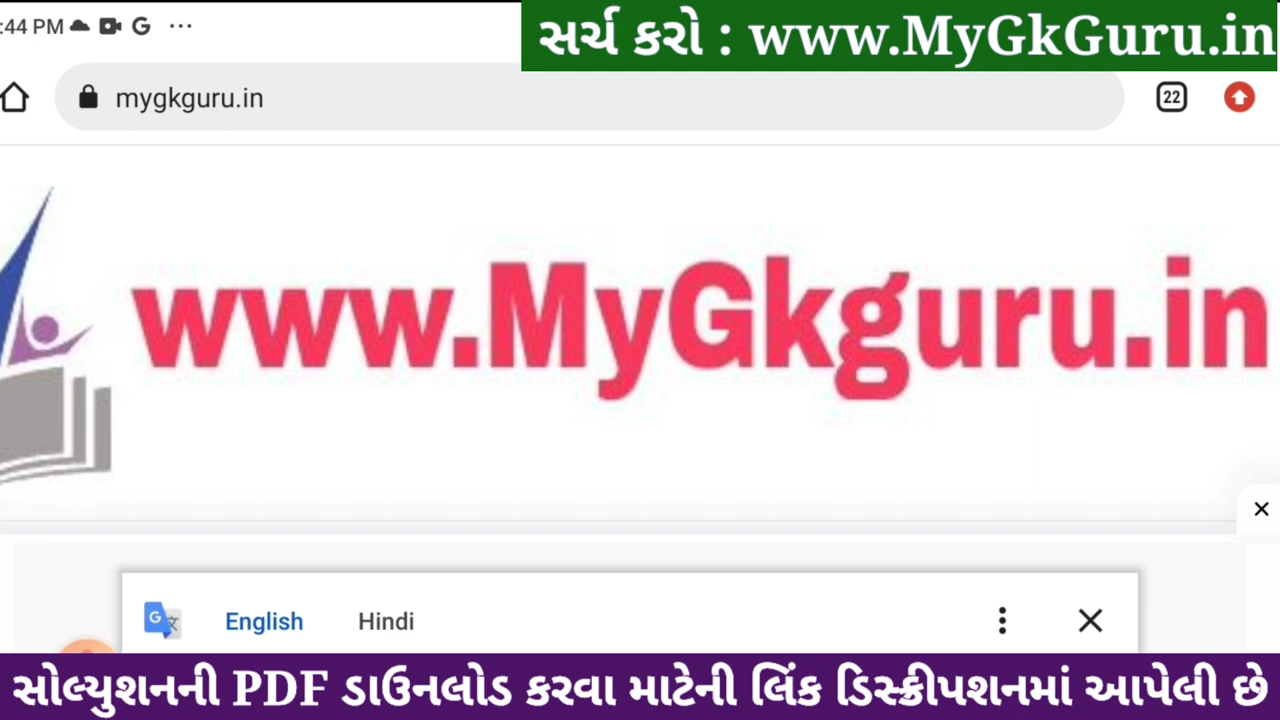 :44 PM G ...
સર્ચ કરો : www.MyGkGuru.in
mygkguru.in
22
www.MyGkguru.in
English Hindi
સોલ્યુશનની PDF ડાઉનલોડ કરવા માટેની લિંક ડિસ્ક્રીપશનમાં આપેલી છે